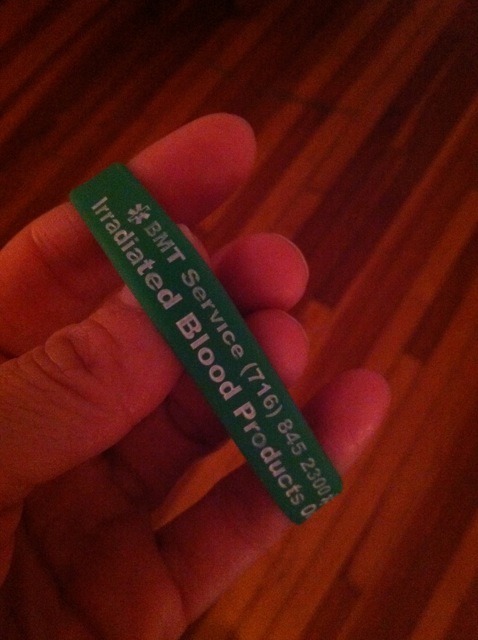 BMT Service (716) 845 2300
Irradiated Blood Products